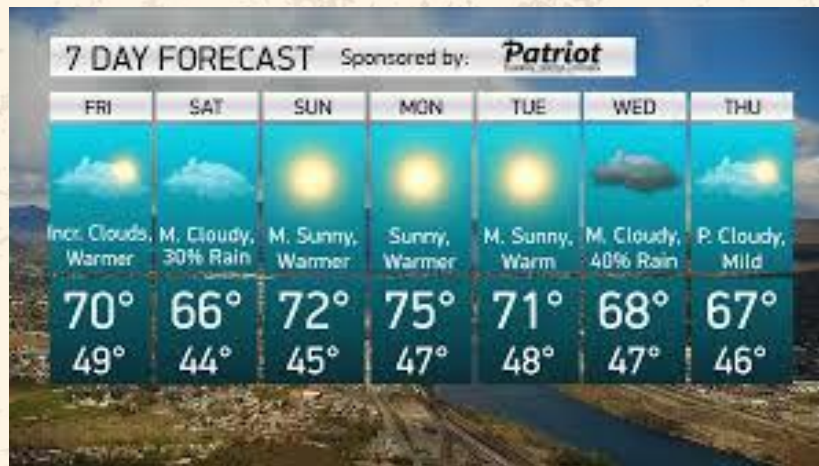 7 DAY FORECAST Sponsored by: Patriot
FRI SAT SUN MON TUE WED THU
Incr. Clouds, M. Cloudy, M. Sunny, Sunny, M. Sunny, M. Cloudy, P. Cloudy,
Warmer 30% Rain Warmer Warmer Warm 40% Rain Mild
70° 66° 72° 75° 71° 68° 67°
49° 44° 45° 47° 48° 47° 46°